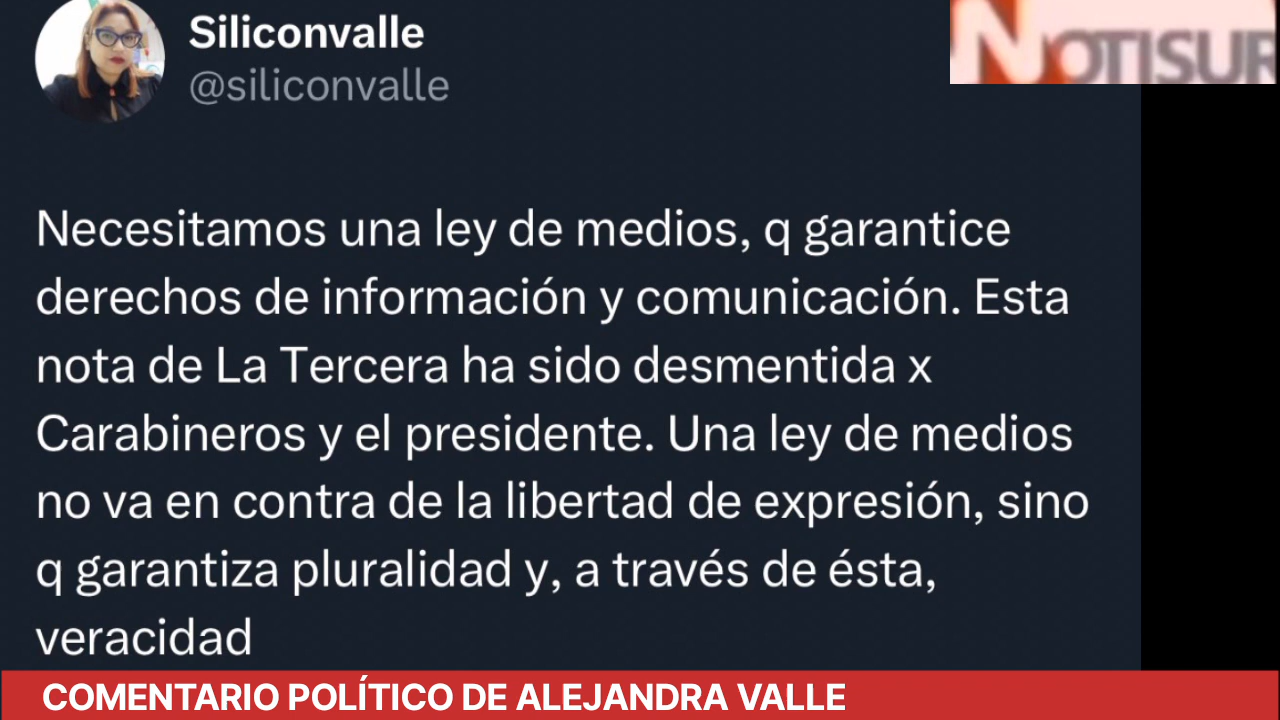 Siliconvalle
NOTISUR
@siliconvalle
Necesitamos una ley de medios, q garantice
derechos de información y comunicación. Esta
nota de La Tercera ha sido desmentida x
Carabineros y el presidente. Una ley de medios
no va en contra de la libertad de expresión, sino
q garantiza pluralidad y, a través de ésta,
veracidad
COMENTARIO POLÍTICO DE ALEJANDRA VALLE